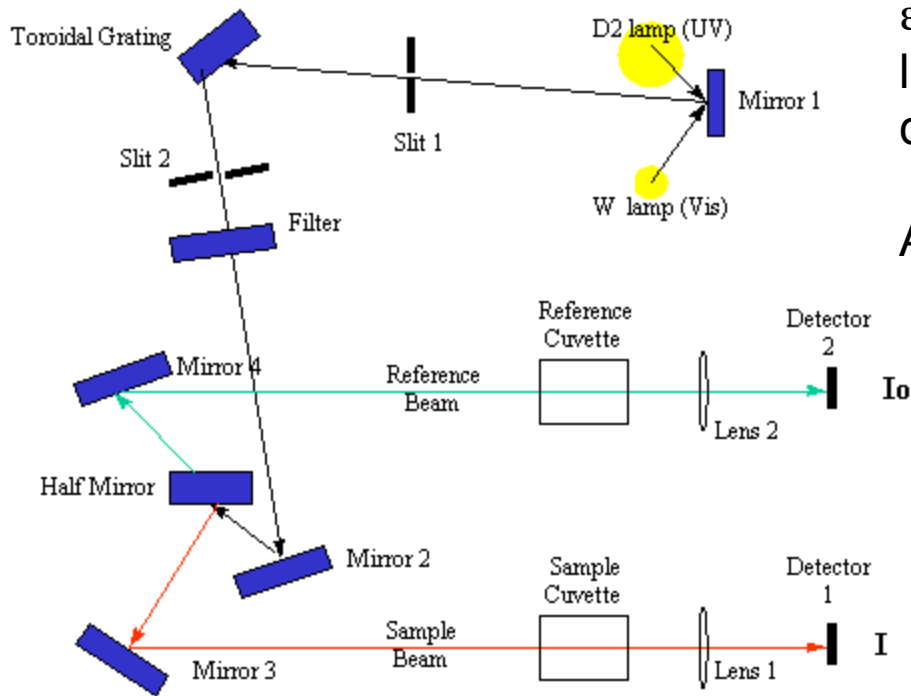 Toroidal Grating
D2 lamp (UV)
ε
l
Mirror 1
c
Slit 1
Slit 2
W lamp (Vis)
Filter
A
Reference
Cuvette
Detector
2
Mirror 4
Reference
Beam
Io
Lens 2
Half Mirror
Mirror 2
Sample
Cuvette
Detector
1
Sample
Beam
I
Mirror 3
Lens 1